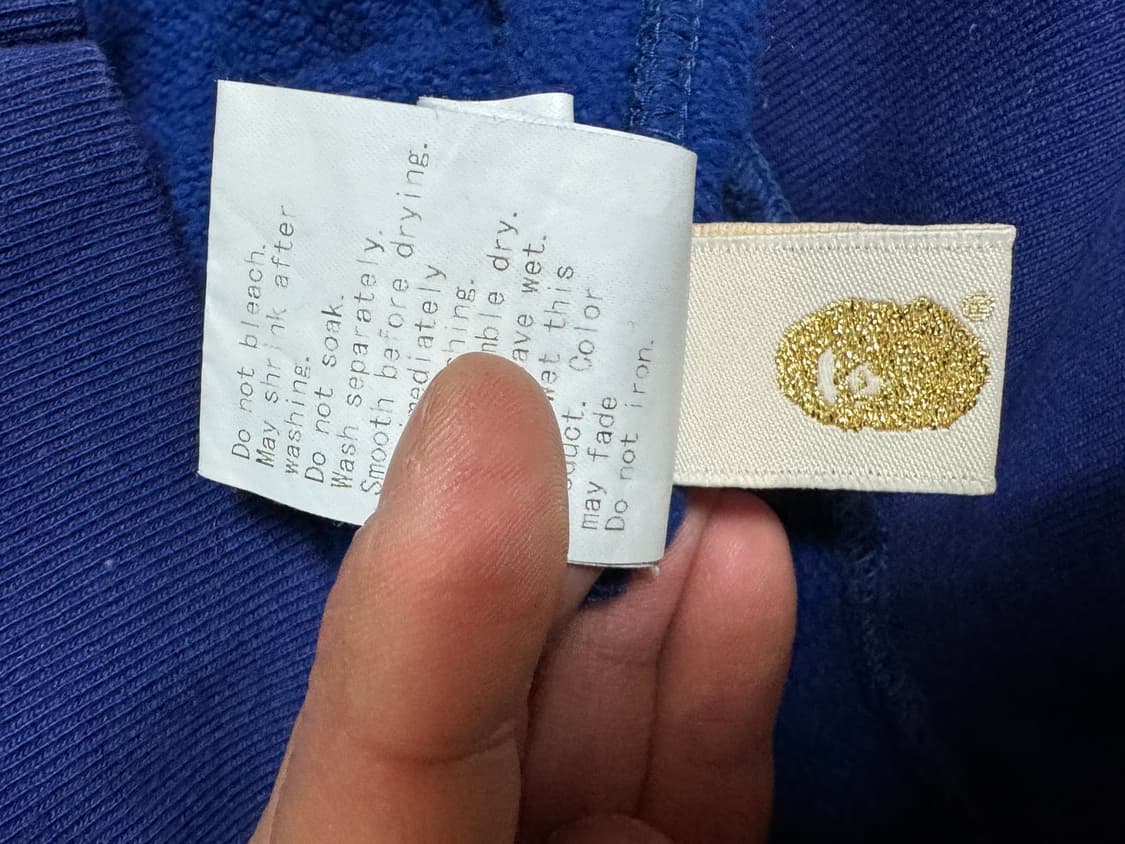 Do not bleach.
May shrink after
washing.
Do not soak.
Wash separately.
Smooth before drying.
dry.
wet.
this
Color
may fade
Do not iron.
®